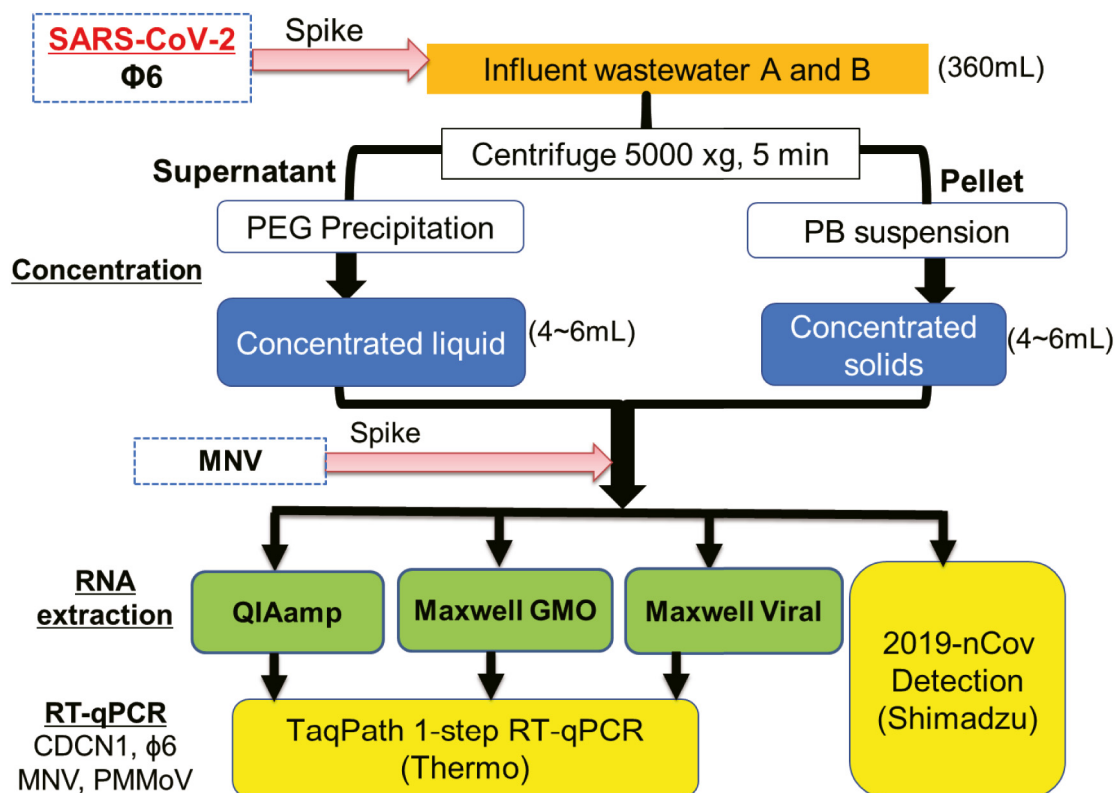 SARS-CoV-2
Φ6
Spike
Influent wastewater A and B
(360mL)
Centrifuge 5000 xg, 5 min
Supernatant
Pellet
PEG Precipitation
PB suspension
Concentration
Concentrated liquid
(4~6mL)
Concentrated
solids
(4~6mL)
Spike
MNV
RNA
extraction
QIAamp
Maxwell GMO
Maxwell Viral
2019-nCov
Detection
(Shimadzu)
RT-qPCR
CDCN1, ϕ6
MNV, PMMoV
TaqPath 1-step RT-qPCR
(Thermo)